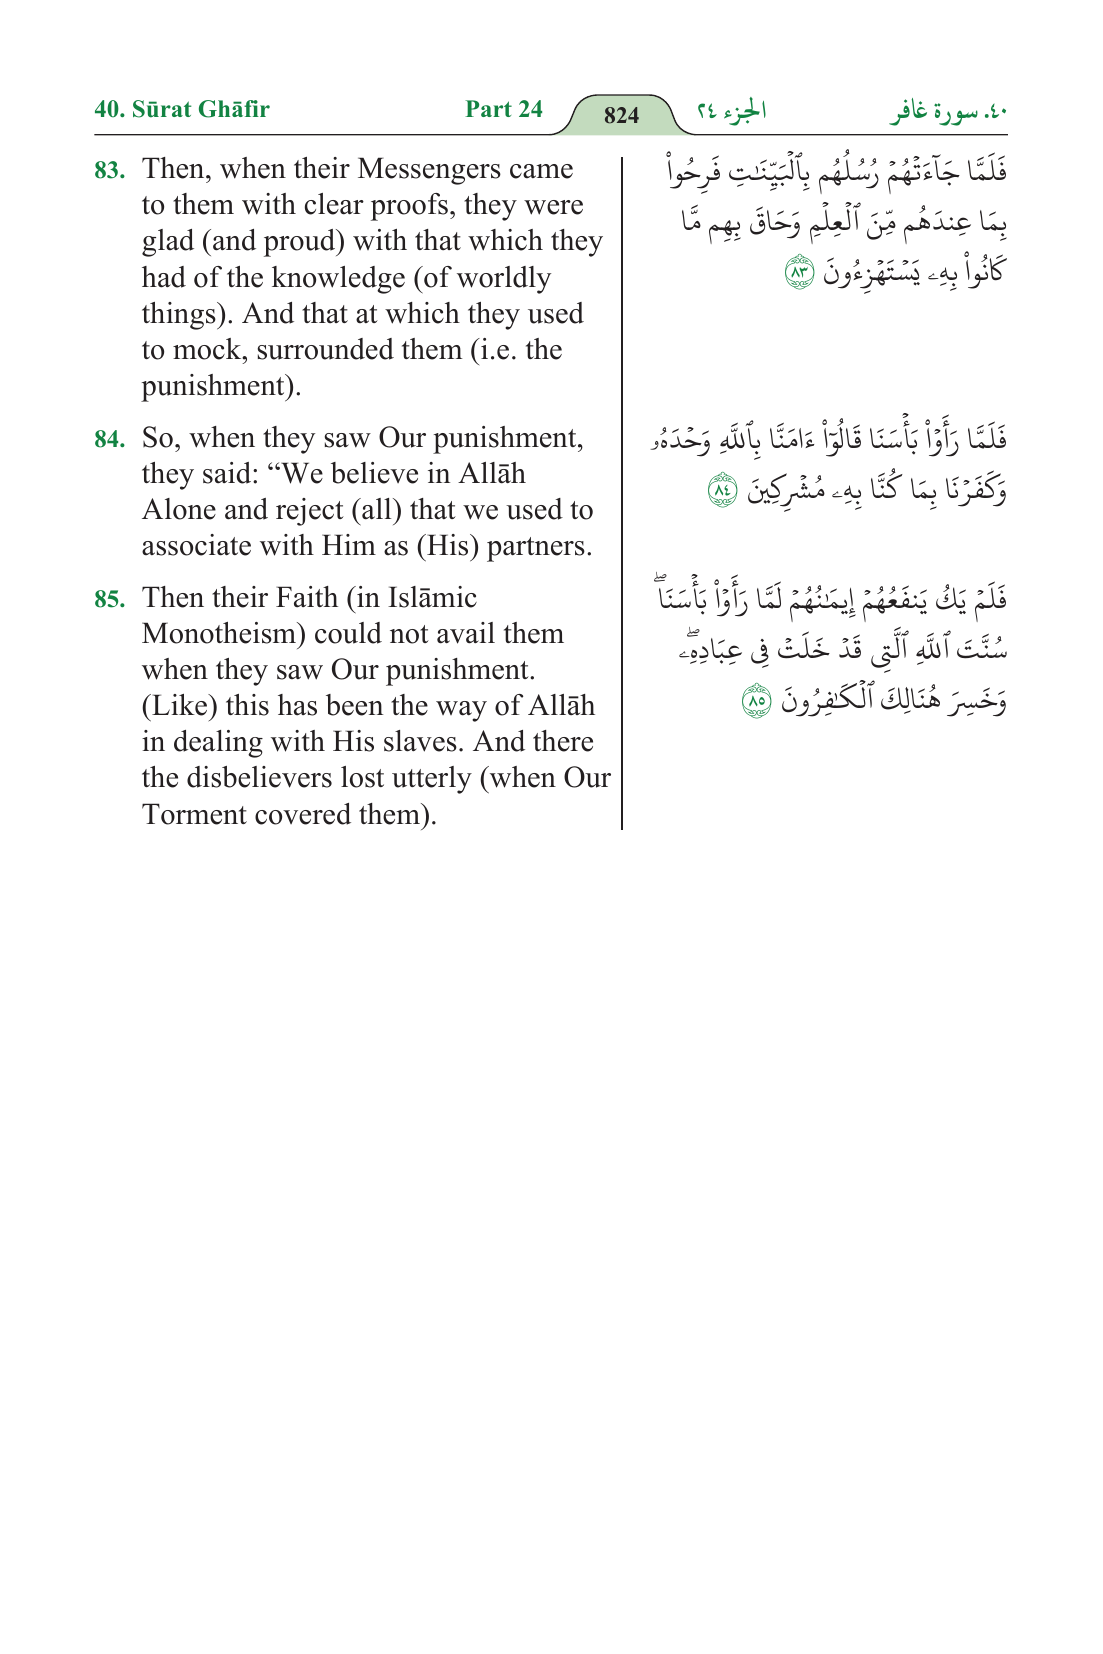 40. Sūrat Ghāfir Part 24 824 الجزء ٢٤ ٤٠. سورة غافر
83. Then, when their Messengers came
to them with clear proofs, they were
glad (and proud) with that which they
had of the knowledge (of worldly
things). And that at which they used
to mock, surrounded them (i.e. the
punishment).
84. So, when they saw Our punishment,
they said: “We believe in Allāh
Alone and reject (all) that we used to
associate with Him as (His) partners.
85. Then their Faith (in Islāmic
Monotheism) could not avail them
when they saw Our punishment.
(Like) this has been the way of Allāh
in dealing with His slaves. And there
the disbelievers lost utterly (when Our
Torment covered them).
فَلَمَّا جَآءَتۡهُمۡ رُسُلُهُم بِٱلۡبَيِّنَٰتِ فَرِحُواْ
بِمَا عِندَهُم مِّنَ ٱلۡعِلۡمِ وَحَاقَ بِهِم مَّا
كَانُواْ بِهِۦ يَسۡتَهۡزِءُونَ ٨٣
فَلَمَّا رَأَوۡاْ بَأۡسَنَا قَالُوٓاْ ءَامَنَّا بِٱللَّهِ وَحۡدَهُۥ
وَكَفَرۡنَا بِمَا كُنَّا بِهِۦ مُشۡرِكِينَ ٨٤
فَلَمۡ يَكُ يَنفَعُهُمۡ إِيمَٰنُهُمۡ لَمَّا رَأَوۡاْ بَأۡسَنَاۖ
سُنَّتَ ٱللَّهِ ٱلَّتِي قَدۡ خَلَتۡ فِي عِبَادِهِۦۖ
وَخَسِرَ هُنَالِكَ ٱلۡكَٰفِرُونَ ٨٥